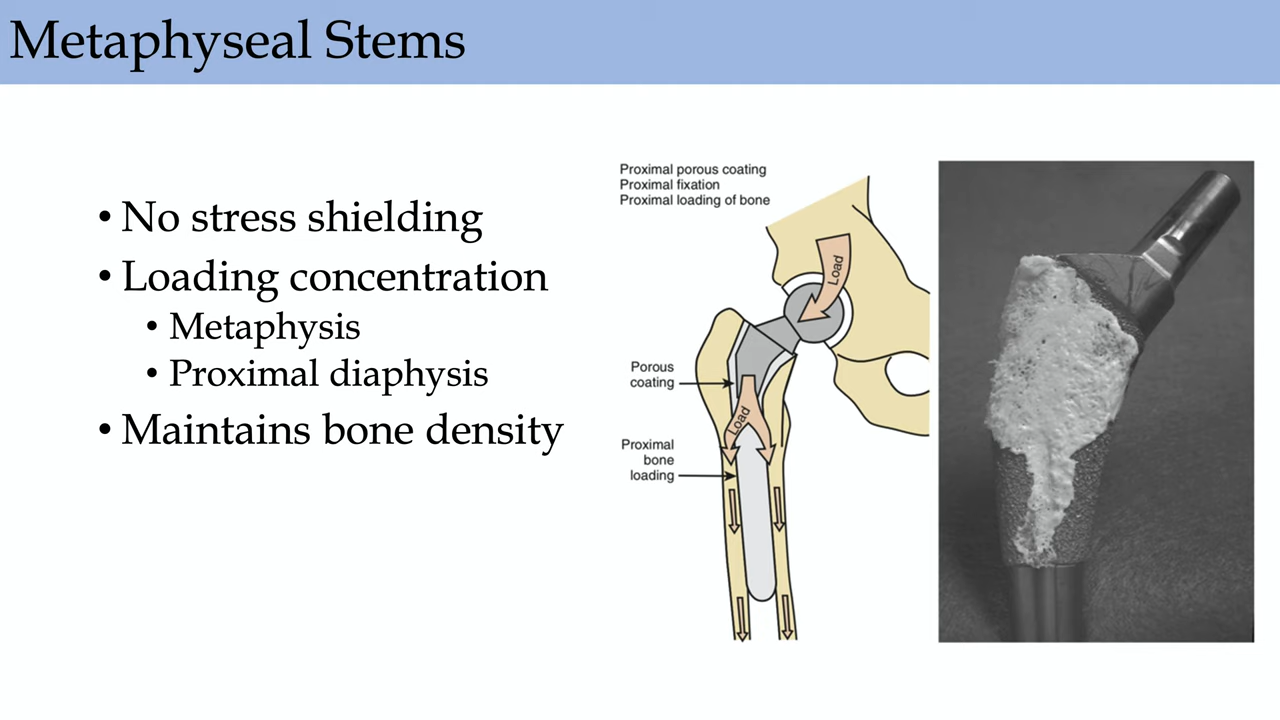 Metaphyseal Stems
• No stress shielding
• Loading concentration
• Metaphysis
• Proximal diaphysis
• Maintains bone density
Proximal porous coating
Proximal fixation
Proximal loading of bone
Load
Porous
coating
Load
Proximal
bone
loading